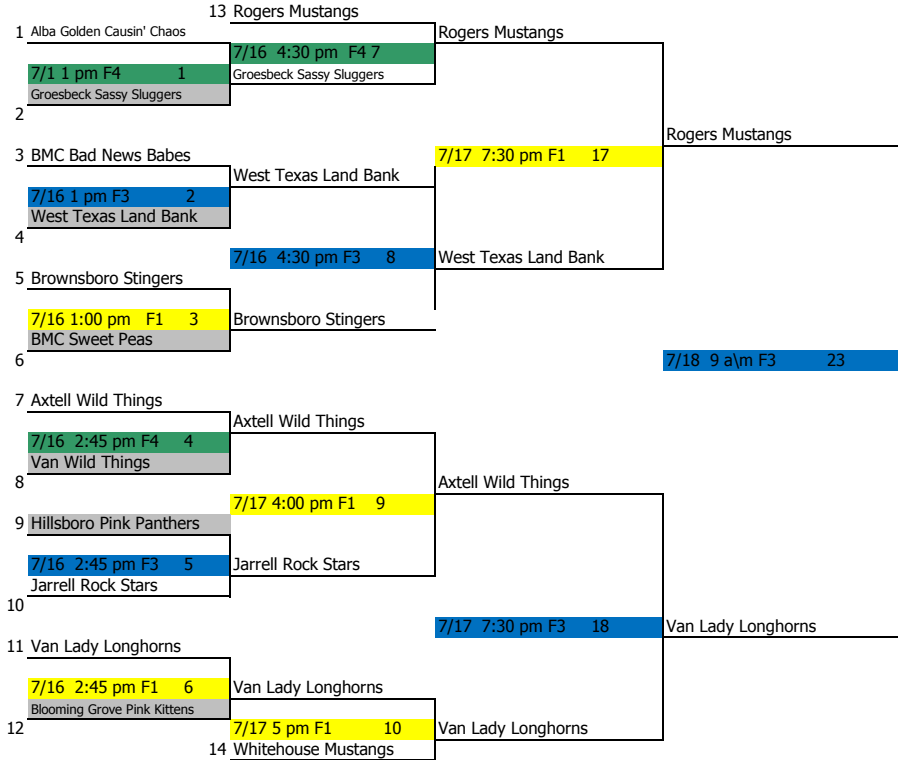 13 Rogers Mustangs
1 Alba Golden Causin' Chaos
Rogers Mustangs
7/16 4:30 pm F4 7
7/1 1 pm F4 1
Groesbeck Sassy Sluggers
Groesbeck Sassy Sluggers
2
Rogers Mustangs
3 BMC Bad News Babes
7/17 7:30 pm F1 17
West Texas Land Bank
7/16 1 pm F3 2
West Texas Land Bank
4
7/16 4:30 pm F3 8
West Texas Land Bank
5 Brownsboro Stingers
7/16 1:00 pm F1 3
Brownsboro Stingers
BMC Sweet Peas
6
7/18 9 a\m F3 23
7 Axtell Wild Things
Axtell Wild Things
7/16 2:45 pm F4 4
Van Wild Things
8
Axtell Wild Things
7/17 4:00 pm F1 9
9 Hillsboro Pink Panthers
7/16 2:45 pm F3 5
Jarrell Rock Stars
Jarrell Rock Stars
10
7/17 7:30 pm F3 18
Van Lady Longhorns
11 Van Lady Longhorns
7/16 2:45 pm F1 6
Van Lady Longhorns
Blooming Grove Pink Kittens
12
7/17 5 pm F1 10
Van Lady Longhorns
14 Whitehouse Mustangs